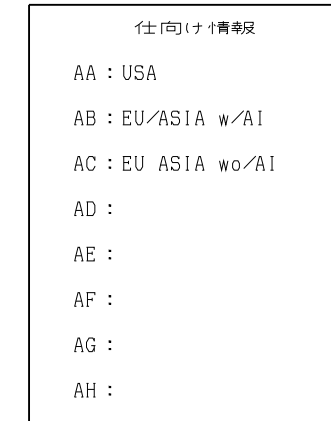 仕向け情報
AA：USA
AB：EU/ASIA w/AI
AC：EU ASIA wo/AI
AD：
AE：
AF：
AG：
AH：